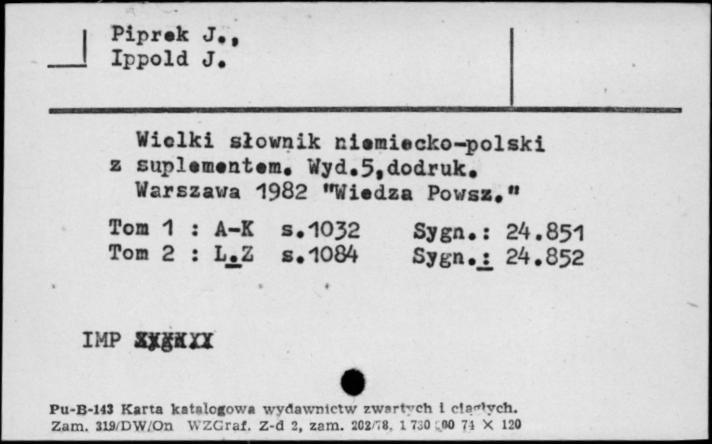 Piprek J.,
Ippold J.
Wielki słownik niemiecko-polski
z suplementem. Wyd.5,dodruk.
Warszawa 1982 "Wiedza Powsz."
Tom 1 : A-K s.1032 Sygn.: 24.851
Tom 2 : L.Z s.1084 Sygn.: 24.852
IMP
Pu-B-143 Karta katalogowa wydawnictw zwartych i ciągłych.
Zam. 319/DW/On WZGraf. Z-d 2, zam. 202/78. 1 730 000 74 × 120